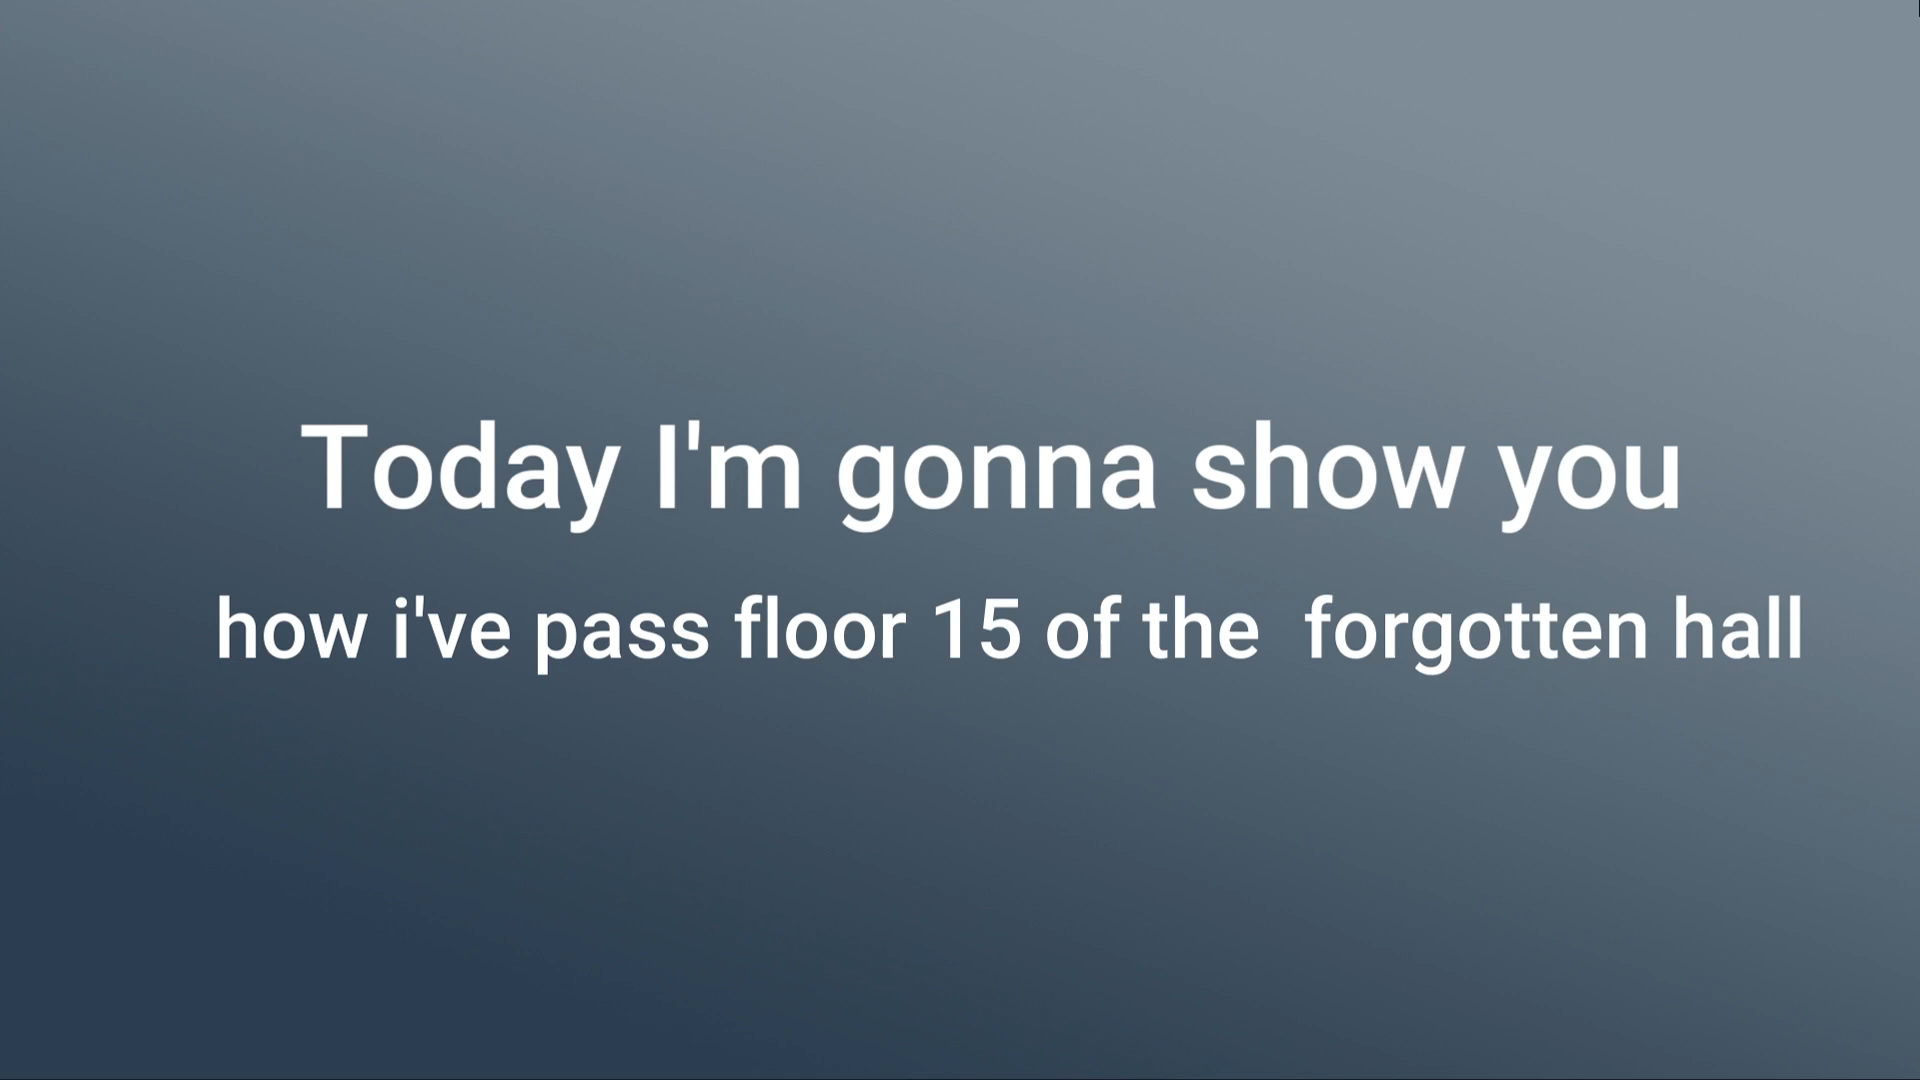 Today I'm gonna show you
how i've pass floor 15 of the  forgotten hall